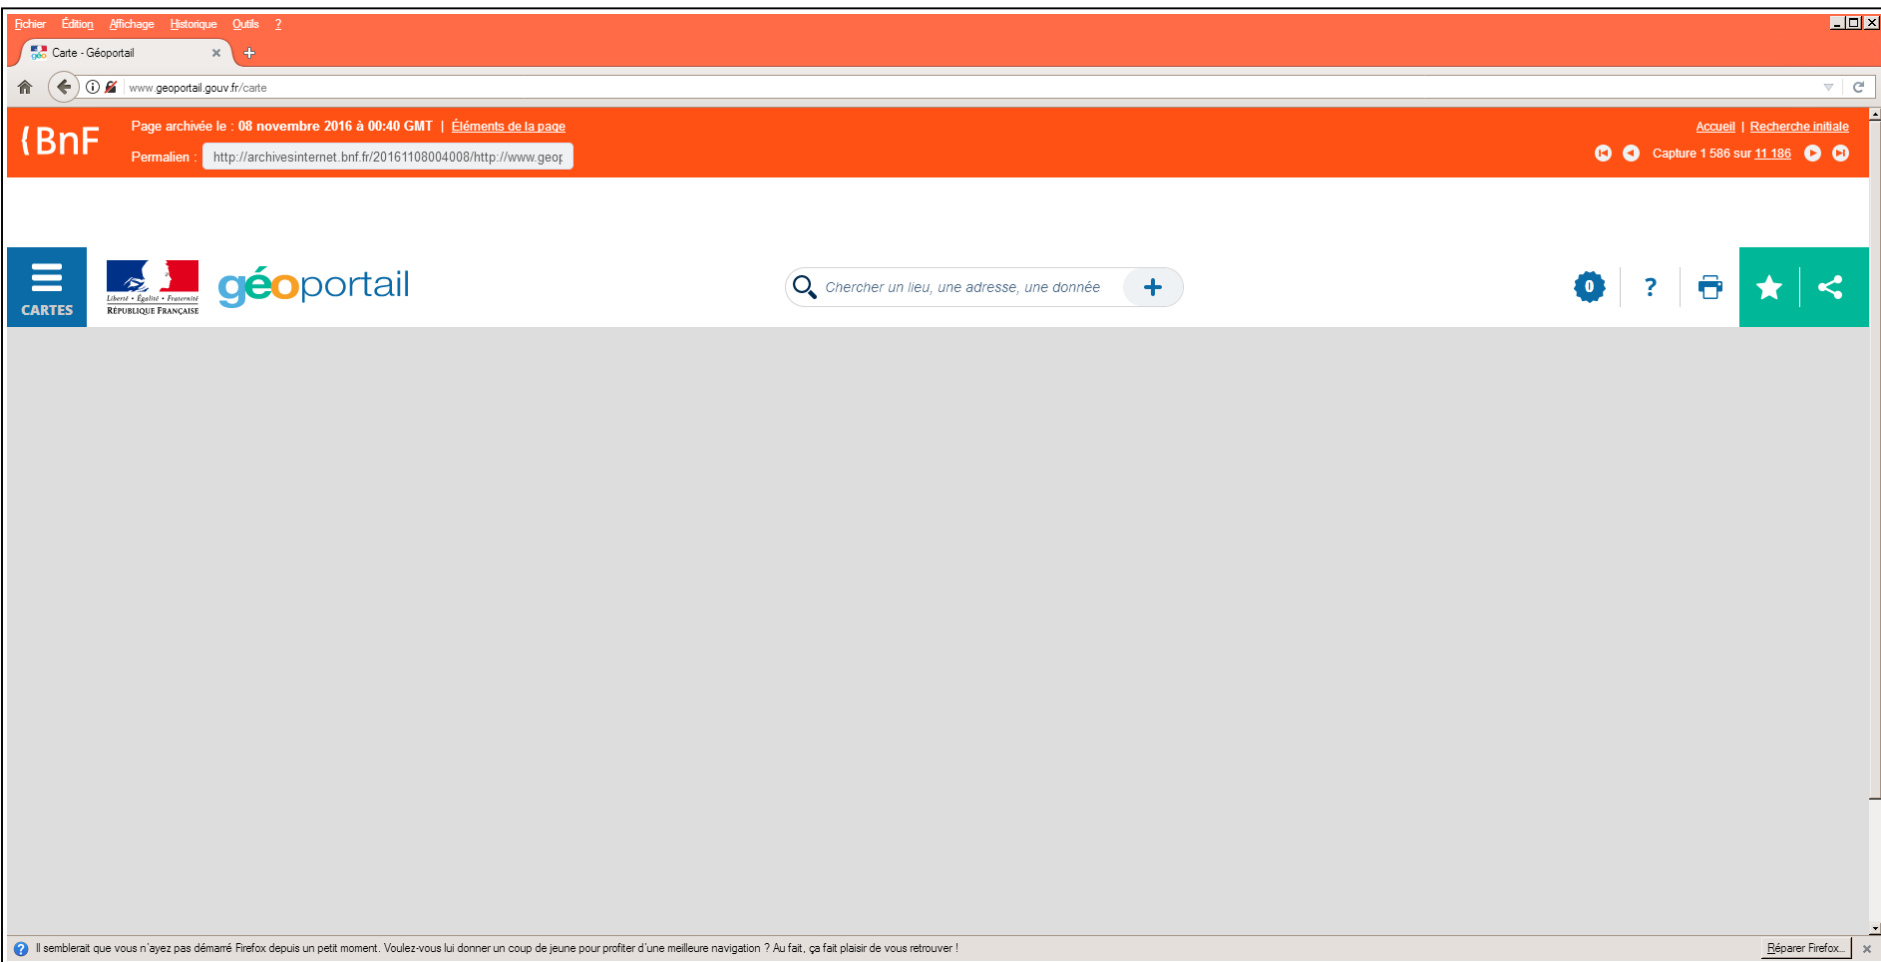 Fichier Édition Affichage Historique Outils ?
géo Carte - Géoportail
www.geoportail.gouv.fr/carte
BnF
Page archivée le : 08 novembre 2016 à 00:40 GMT | Éléments de la page
Accueil | Recherche initiale
Permalien : http://archivesinternet.bnf.fr/20161108004008/http://www.geop
Capture 1 586 sur 11 186
CARTES
Liberté • Égalité • Fraternité
RÉPUBLIQUE FRANÇAISE
géoportail
Chercher un lieu, une adresse, une donnée +
0 ?
Il semblerait que vous n'ayez pas démarré Firefox depuis un petit moment. Voulez-vous lui donner un coup de jeune pour profiter d'une meilleure navigation ? Au fait, ça fait plaisir de vous retrouver !
Réparer Firefox...